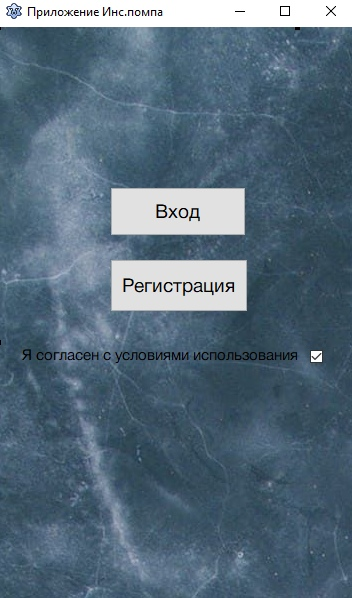 Приложение Инс.помпа
Вход
Регистрация
Я согласен с условиями использования